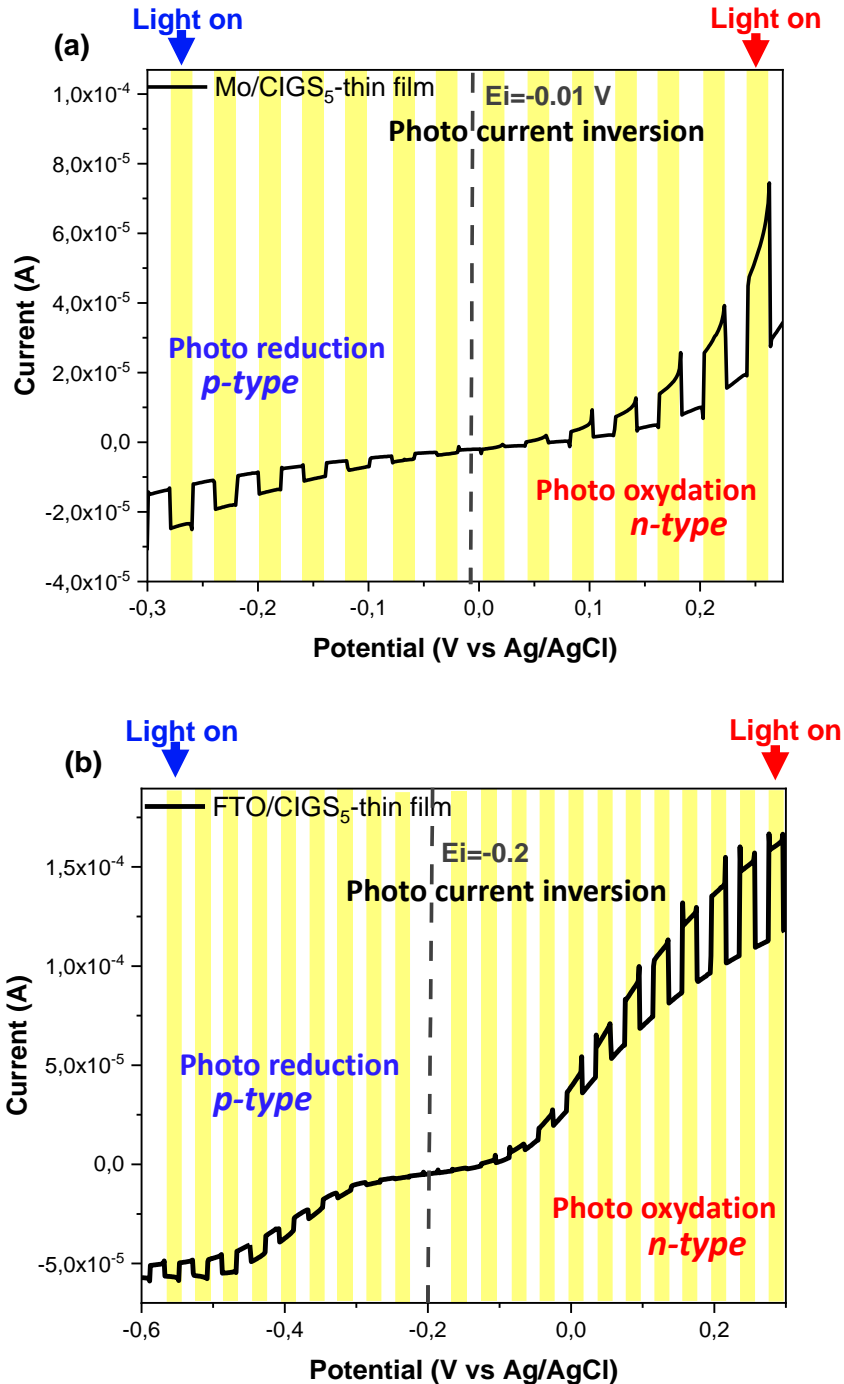 Light on
Light on
(a)
Mo/CIGS₅-thin film
Ei=-0.01 V
Photo current inversion
Photo reduction
p-type
Photo oxydation
n-type
1,0x10⁻⁴
8,0x10⁻⁵
6,0x10⁻⁵
4,0x10⁻⁵
2,0x10⁻⁵
0,0
-2,0x10⁻⁵
-4,0x10⁻⁵
Current (A)
-0,3 -0,2 -0,1 0,0 0,1 0,2
Potential (V vs Ag/AgCl)
Light on
Light on
(b)
FTO/CIGS₅-thin film
Ei=-0.2
Photo current inversion
Photo reduction
p-type
Photo oxydation
n-type
1,5x10⁻⁴
1,0x10⁻⁴
5,0x10⁻⁵
0,0
-5,0x10⁻⁵
Current (A)
-0,6 -0,4 -0,2 0,0 0,2
Potential (V vs Ag/AgCl)